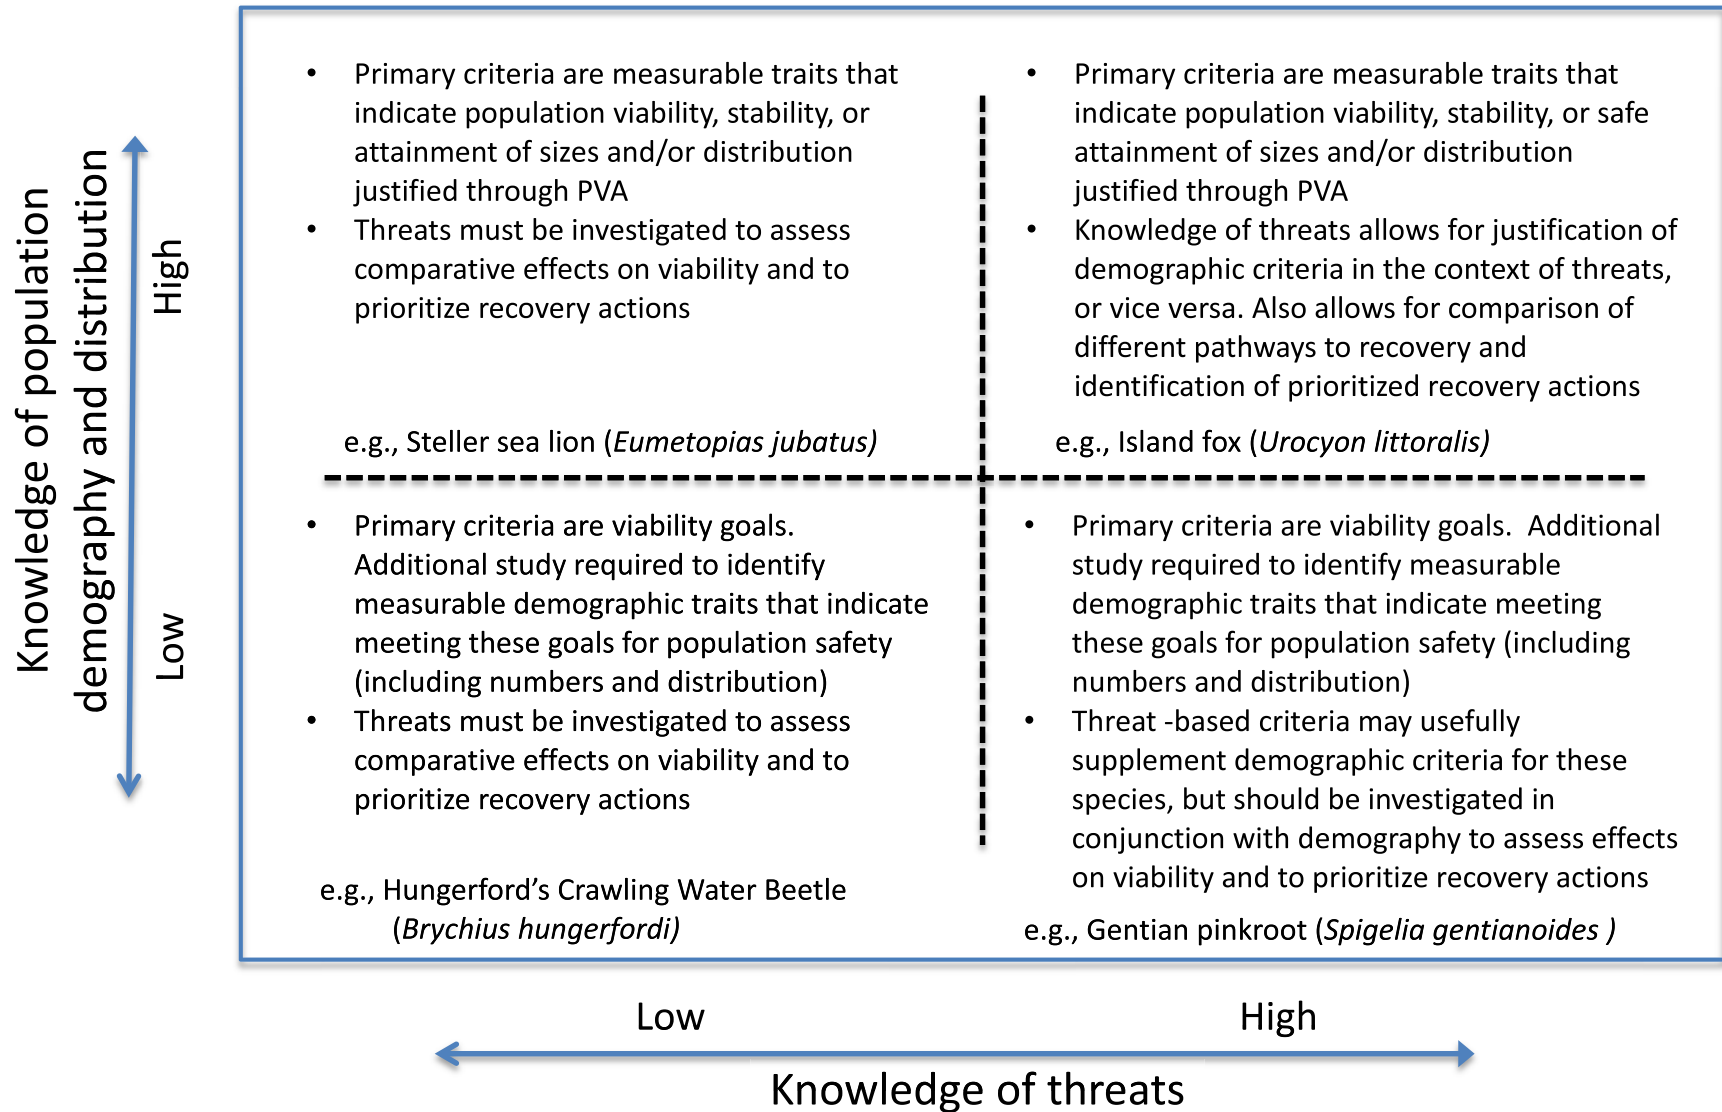 Knowledge of population
demography and distribution
High
Low
• Primary criteria are measurable traits that
indicate population viability, stability, or
attainment of sizes and/or distribution
justified through PVA
• Threats must be investigated to assess
comparative effects on viability and to
prioritize recovery actions
e.g., Steller sea lion (Eumetopias jubatus)
• Primary criteria are measurable traits that
indicate population viability, stability, or safe
attainment of sizes and/or distribution
justified through PVA
• Knowledge of threats allows for justification of
demographic criteria in the context of threats,
or vice versa. Also allows for comparison of
different pathways to recovery and
identification of prioritized recovery actions
e.g., Island fox (Urocyon littoralis)
• Primary criteria are viability goals.
Additional study required to identify
measurable demographic traits that indicate
meeting these goals for population safety
(including numbers and distribution)
• Threats must be investigated to assess
comparative effects on viability and to
prioritize recovery actions
e.g., Hungerford’s Crawling Water Beetle
(Brychius hungerfordi)
• Primary criteria are viability goals.  Additional
study required to identify measurable
demographic traits that indicate meeting
these goals for population safety (including
numbers and distribution)
• Threat -based criteria may usefully
supplement demographic criteria for these
species, but should be investigated in
conjunction with demography to assess effects
on viability and to prioritize recovery actions
e.g., Gentian pinkroot (Spigelia gentianoides )
Low
High
Knowledge of threats